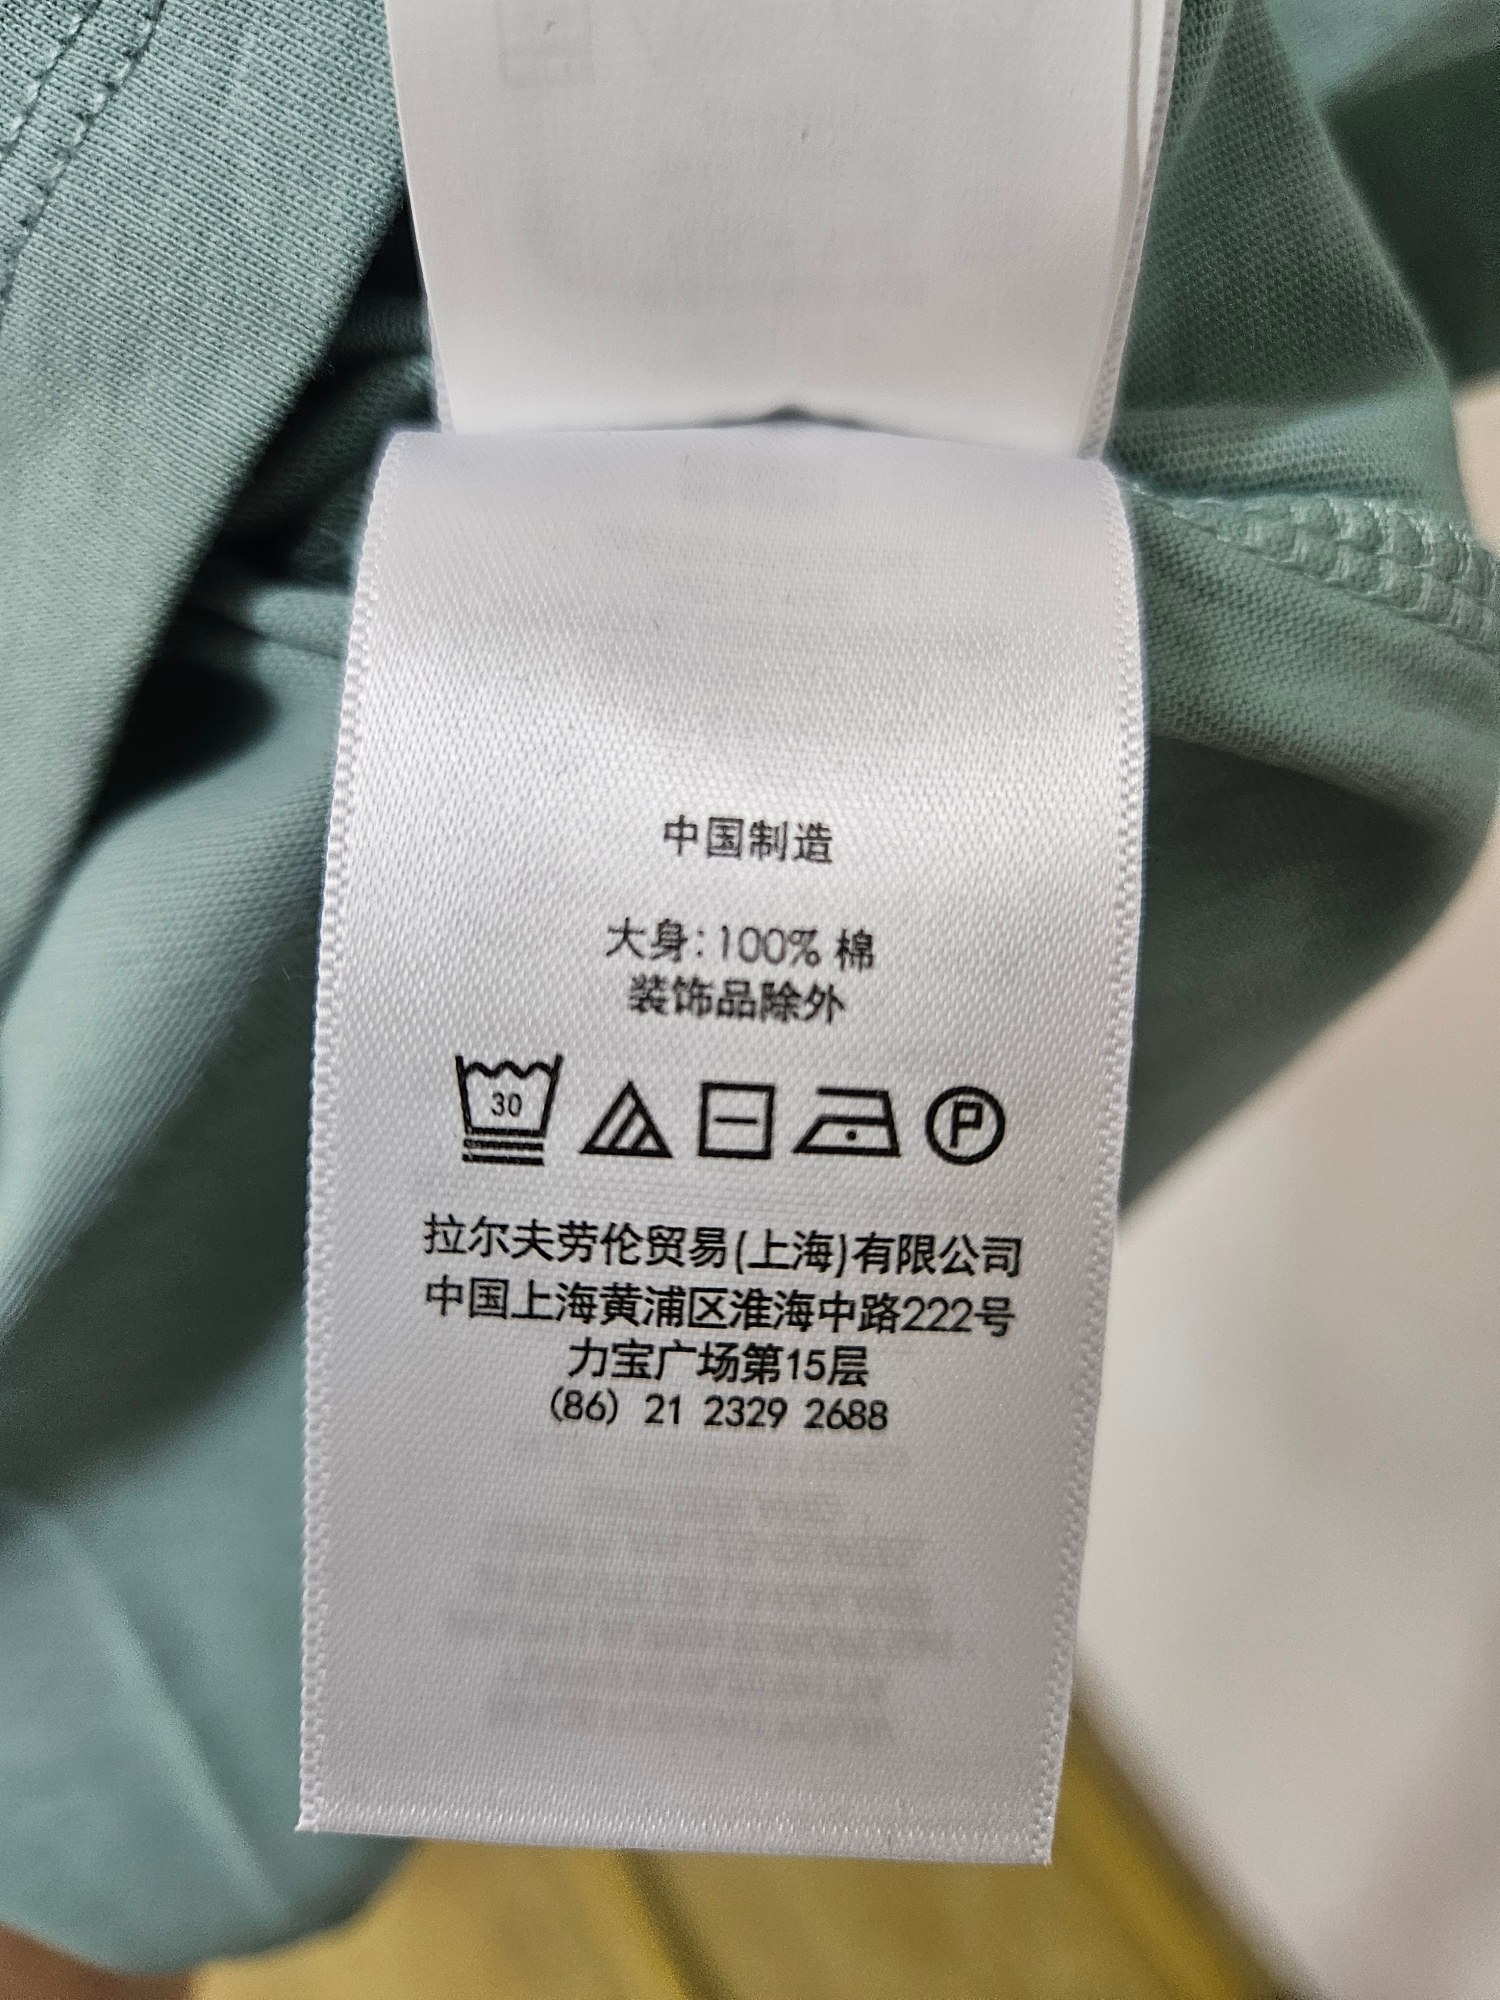 中国制造
大身:100% 棉
装饰品除外
30
P
拉尔夫劳伦贸易(上海)有限公司
中国上海黄浦区淮海中路222号
力宝广场第15层
(86) 21 2329 2688